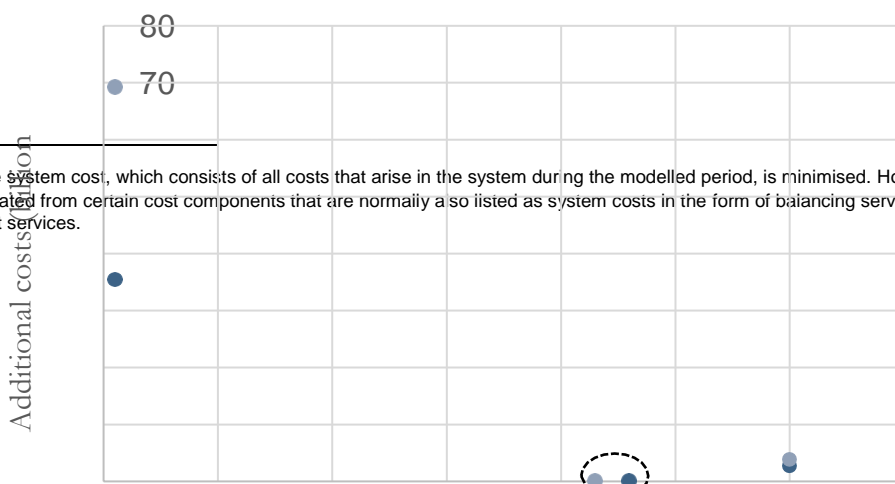 80
70
system cost, which consists of all costs that arise in the system during the modelled period, is minimised. Ho
ated from certain cost components that are normally also listed as system costs in the form of balancing serv
t services.
Additional costs (billion